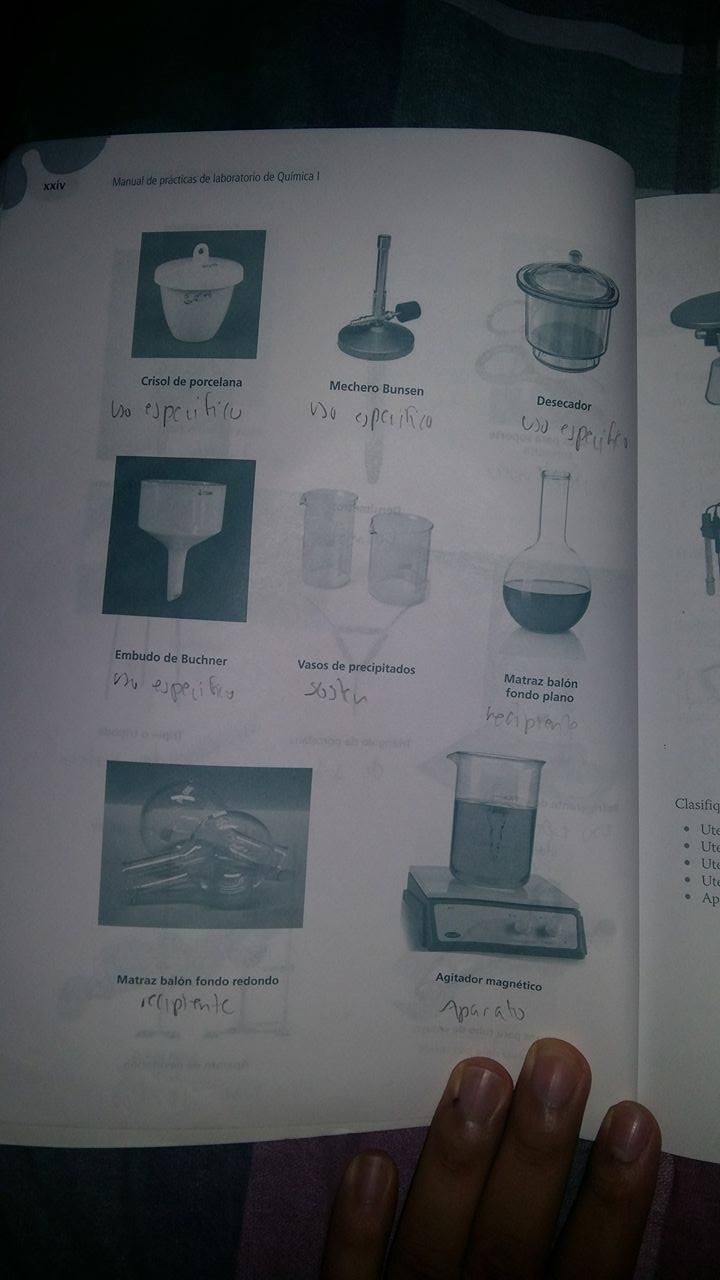 xxiv
Manual de prácticas de laboratorio de Química I
Crisol de porcelana
Mechero Bunsen
Desecador
Uso especifico
Uso especifico
Uso especifico
Embudo de Buchner
Vasos de precipitados
Matraz balón
fondo plano
Uso especifico
recipiente
Matraz balón fondo redondo
Agitador magnético
recipiente
Aparato
Clasifiq
• Ute
• Ute
• Ute
• Ute
• Ap